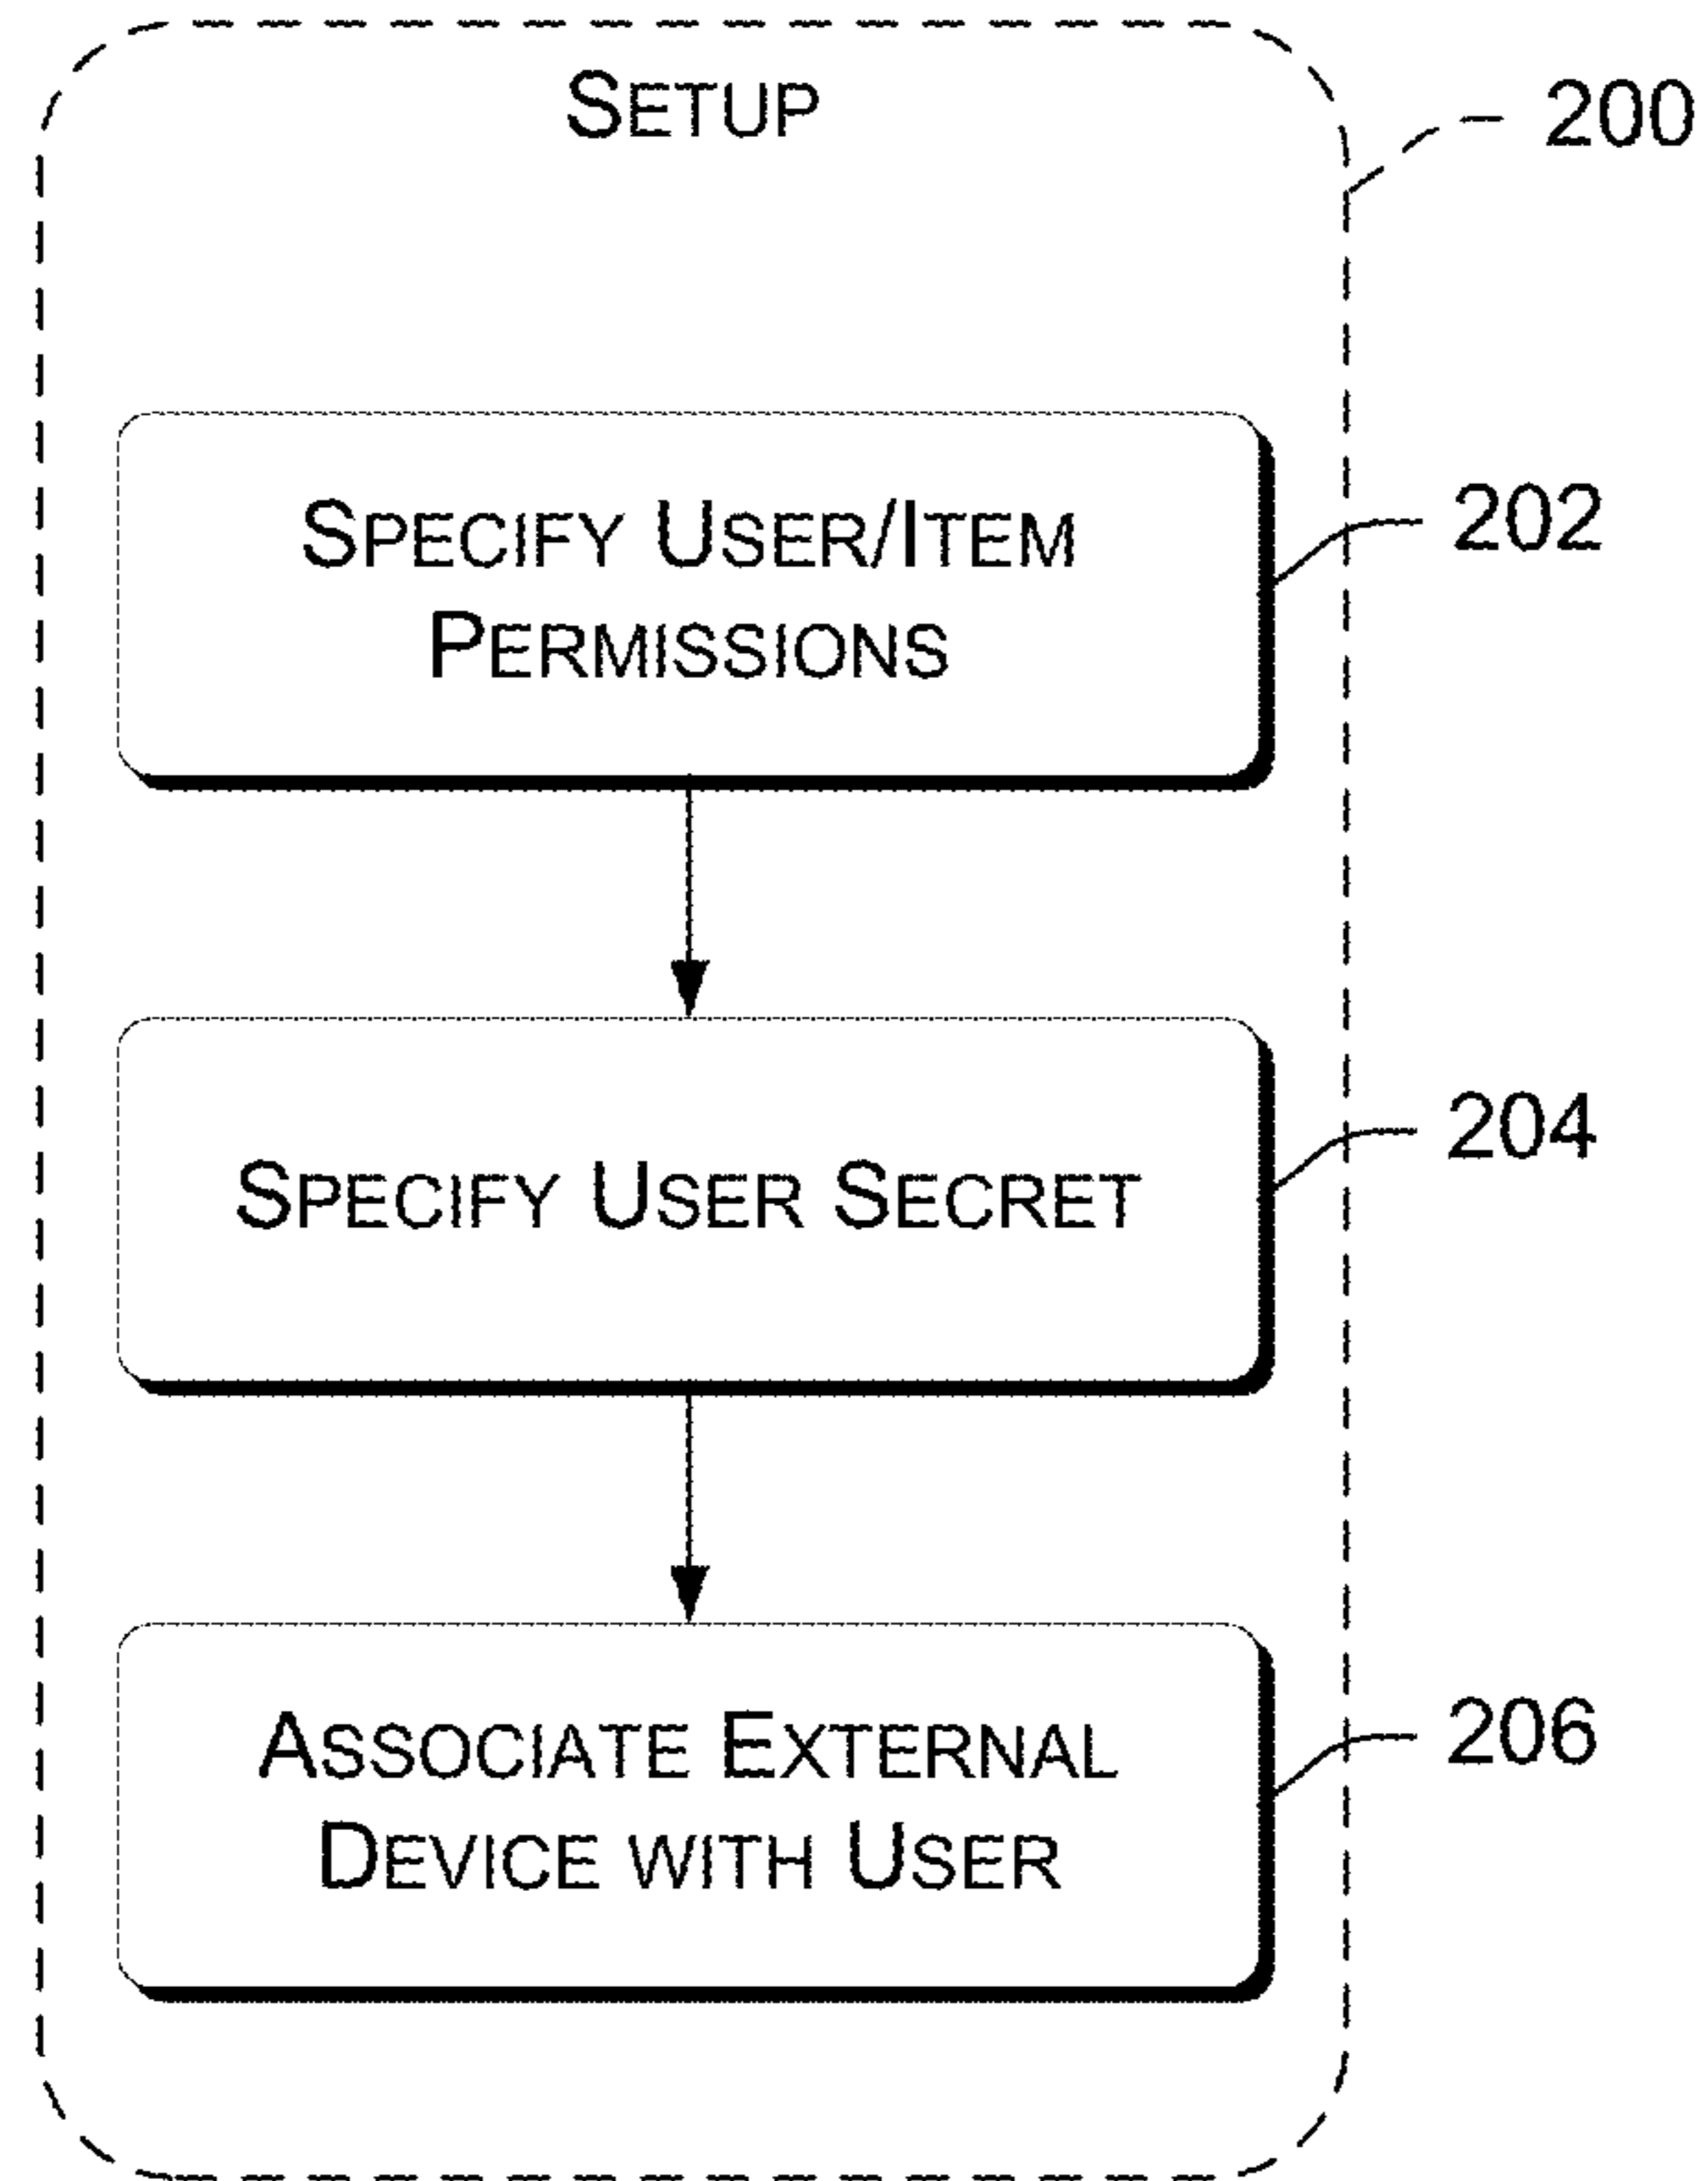 SETUP
200
SPECIFY USER/ITEM
PERMISSIONS
202
SPECIFY USER SECRET
204
ASSOCIATE EXTERNAL
DEVICE WITH USER
206